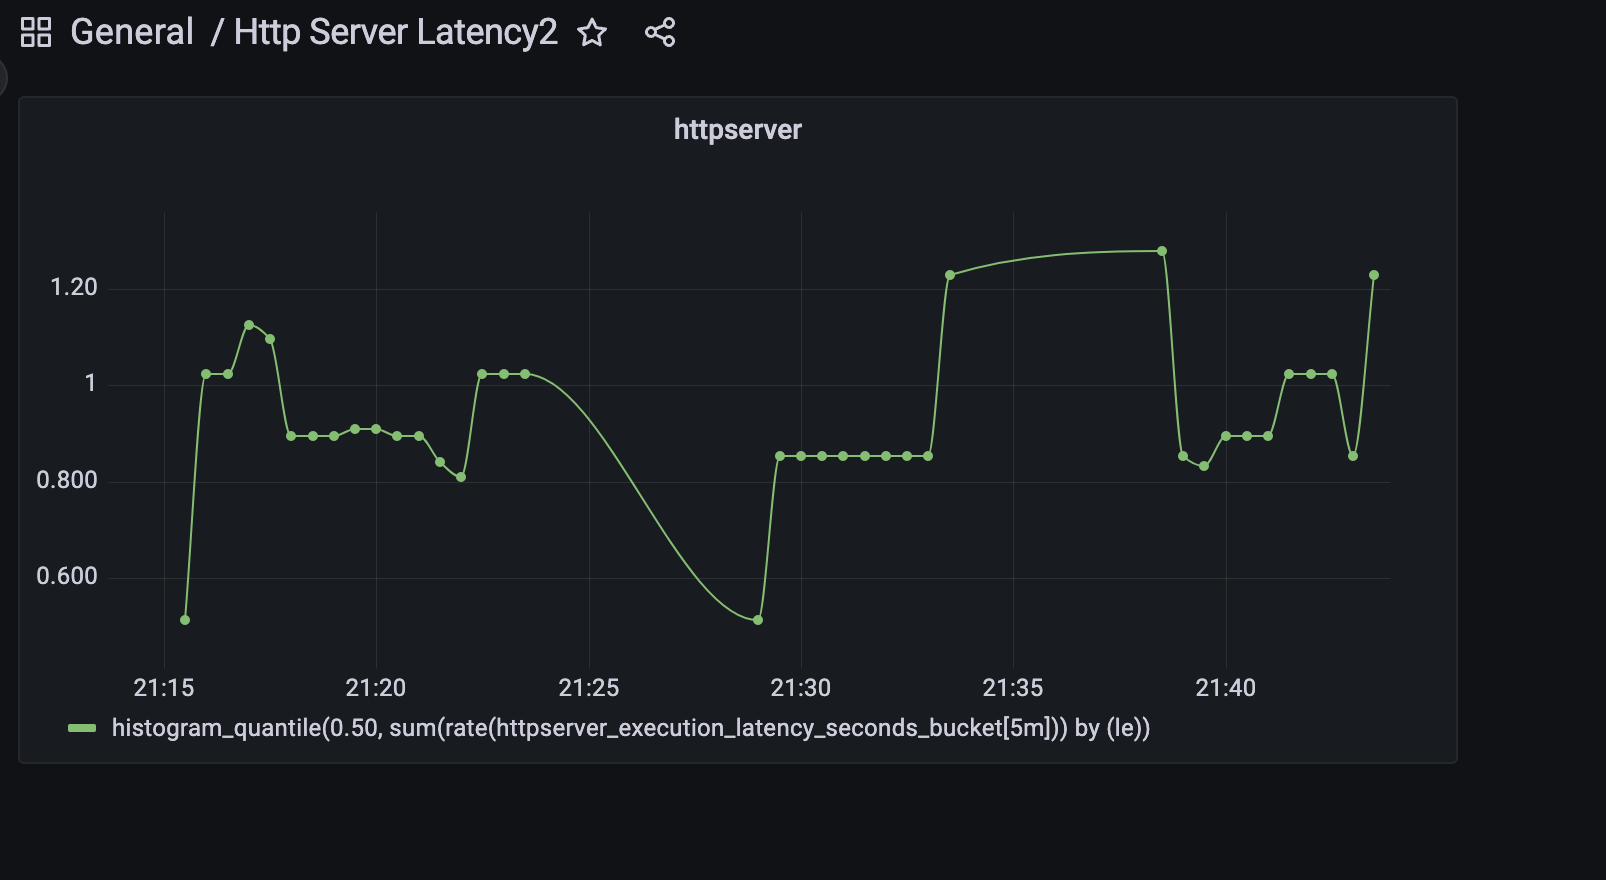 General / Http Server Latency2
httpserver
1.20
1
0.800
0.600
21:15 21:20 21:25 21:30 21:35 21:40
histogram_quantile(0.50, sum(rate(httpserver_execution_latency_seconds_bucket[5m])) by (le))